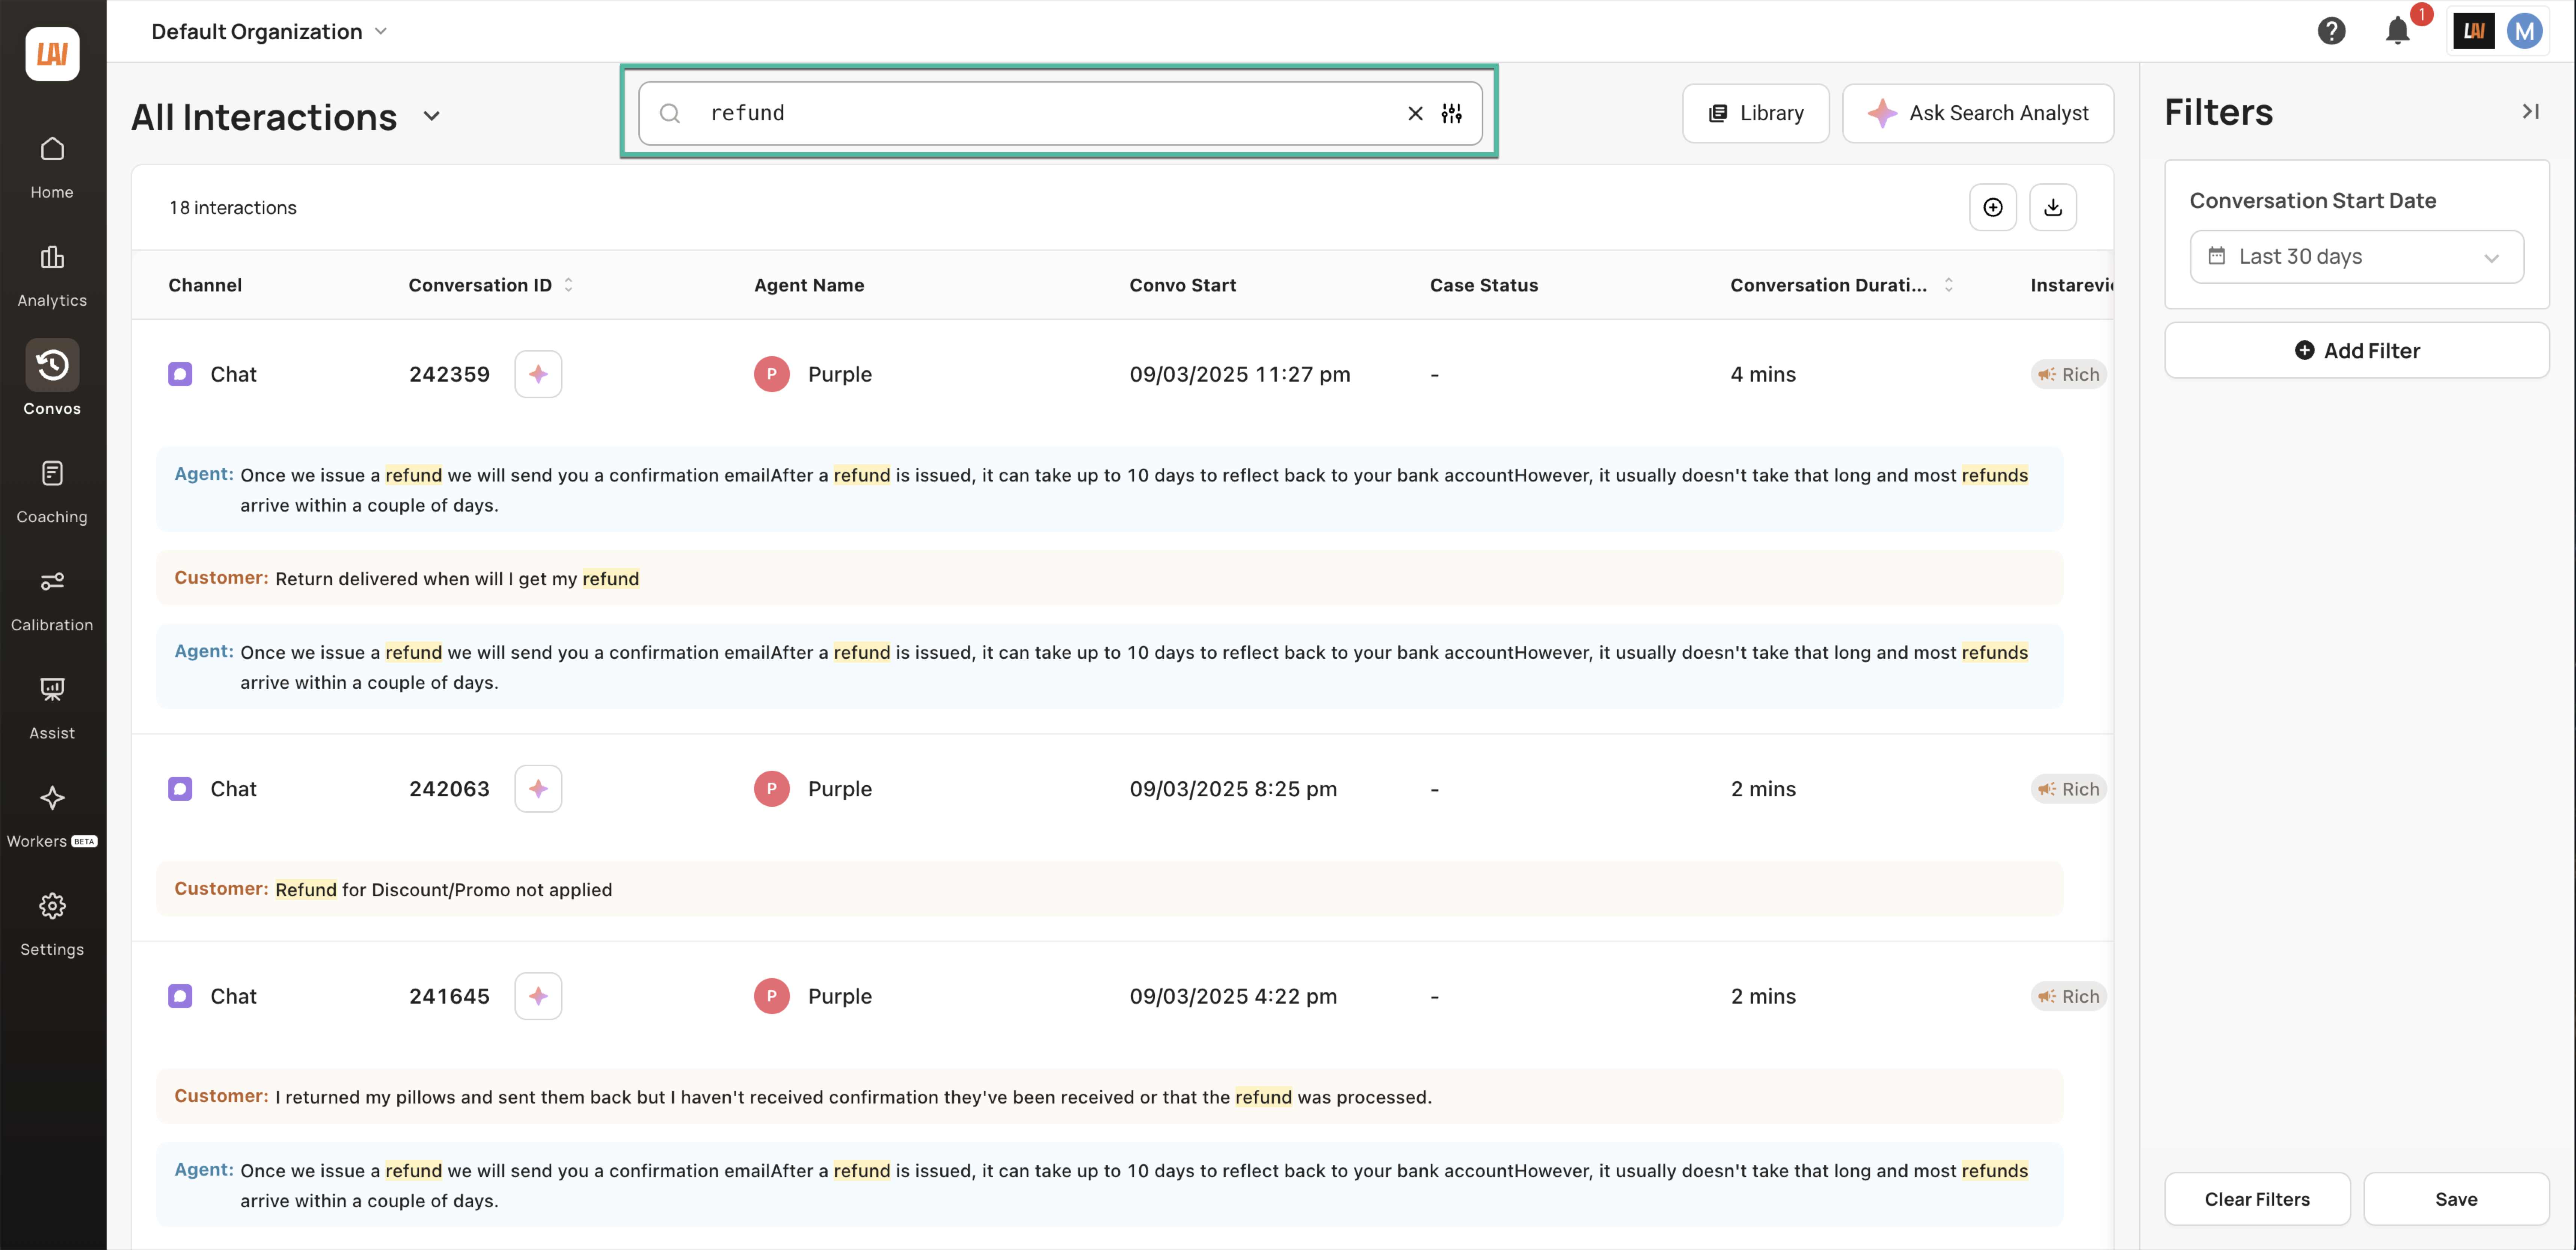 LAI
Default Organization
1
LAI
M
All Interactions
refund
Library
Ask Search Analyst
Filters
Home
Analytics
Convos
Coaching
Calibration
Assist
Workers BETA
Settings
18 interactions
Conversation Start Date
Last 30 days
Add Filter
Channel Conversation ID Agent Name Convo Start Case Status Conversation Durati... Instarevi
Chat 242359 P Purple 09/03/2025 11:27 pm - 4 mins Rich
Agent: Once we issue a refund we will send you a confirmation emailAfter a refund is issued, it can take up to 10 days to reflect back to your bank accountHowever, it usually doesn't take that long and most refunds
arrive within a couple of days.
Customer: Return delivered when will I get my refund
Agent: Once we issue a refund we will send you a confirmation emailAfter a refund is issued, it can take up to 10 days to reflect back to your bank accountHowever, it usually doesn't take that long and most refunds
arrive within a couple of days.
Chat 242063 P Purple 09/03/2025 8:25 pm - 2 mins Rich
Customer: Refund for Discount/Promo not applied
Chat 241645 P Purple 09/03/2025 4:22 pm - 2 mins Rich
Customer: I returned my pillows and sent them back but I haven't received confirmation they've been received or that the refund was processed.
Agent: Once we issue a refund we will send you a confirmation emailAfter a refund is issued, it can take up to 10 days to reflect back to your bank accountHowever, it usually doesn't take that long and most refunds
arrive within a couple of days.
Clear Filters
Save